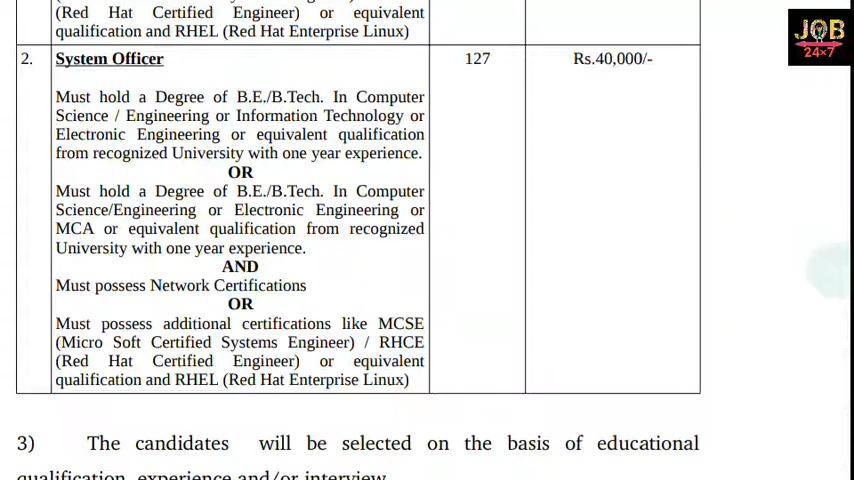 (Red Hat Certified Engineer) or equivalent
qualification and RHEL (Red Hat Enterprise Linux)
2. System Officer 127 Rs.40,000/-
Must hold a Degree of B.E./B.Tech. In Computer
Science / Engineering or Information Technology or
Electronic Engineering or equivalent qualification
from recognized University with one year experience.
OR
Must hold a Degree of B.E./B.Tech. In Computer
Science/Engineering or Electronic Engineering or
MCA or equivalent qualification from recognized
University with one year experience.
AND
Must possess Network Certifications
OR
Must possess additional certifications like MCSE
(Micro Soft Certified Systems Engineer) / RHCE
(Red Hat Certified Engineer) or equivalent
qualification and RHEL (Red Hat Enterprise Linux)
3) The candidates will be selected on the basis of educational
qualification, experience and/or interview
JOB
24×7